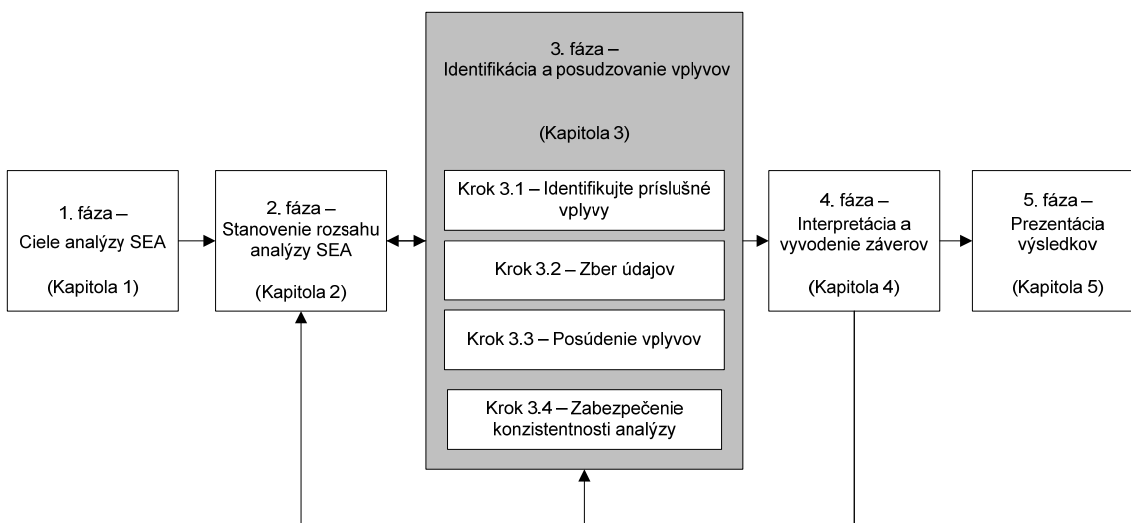 1. fáza –
Ciele analýzy SEA
(Kapitola 1)
2. fáza –
Stanovenie rozsahu
analýzy SEA
(Kapitola 2)
3. fáza –
Identifikácia a posudzovanie vplyvov
(Kapitola 3)
Krok 3.1 – Identifikujte príslušné
vplyvy
Krok 3.2 – Zber údajov
Krok 3.3 – Posúdenie vplyvov
Krok 3.4 – Zabezpečenie
konzistentnosti analýzy
4. fáza –
Interpretácia a
vyvodenie záverov
(Kapitola 4)
5. fáza –
Prezentácia
výsledkov
(Kapitola 5)